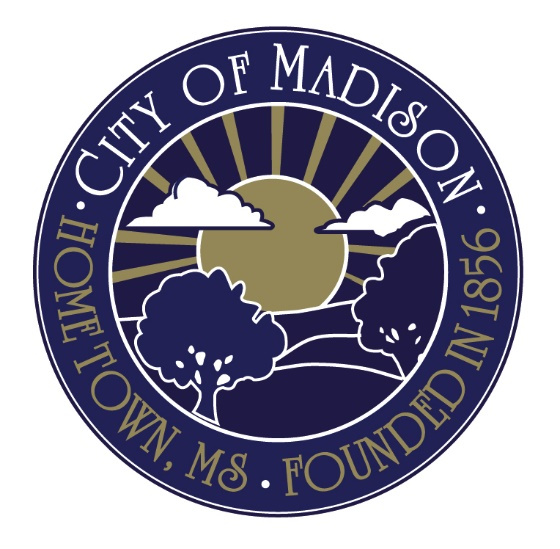 CITY OF MADISON
HOMETOWN, MS • FOUNDED IN 1856